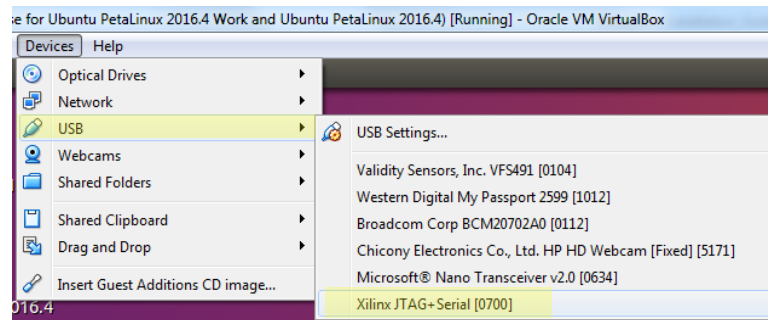 e for Ubuntu PetaLinux 2016.4 Work and Ubuntu PetaLinux 2016.4) [Running] - Oracle VM VirtualBox
Devices Help
Optical Drives
Network
USB
Webcams
Shared Folders
Shared Clipboard
Drag and Drop
Insert Guest Additions CD image...
USB Settings...
Validity Sensors, Inc. VFS491 [0104]
Western Digital My Passport 2599 [1012]
Broadcom Corp BCM20702A0 [0112]
Chicony Electronics Co., Ltd. HP HD Webcam [Fixed] [5171]
Microsoft® Nano Transceiver v2.0 [0634]
Xilinx JTAG+Serial [0700]
016.4